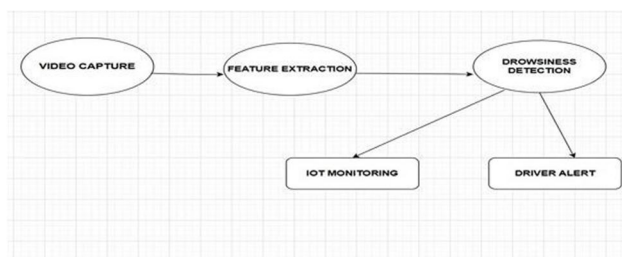 VIDEO CAPTURE
FEATURE EXTRACTION
DROWSINESS
DETECTION
IOT MONITORING
DRIVER ALERT